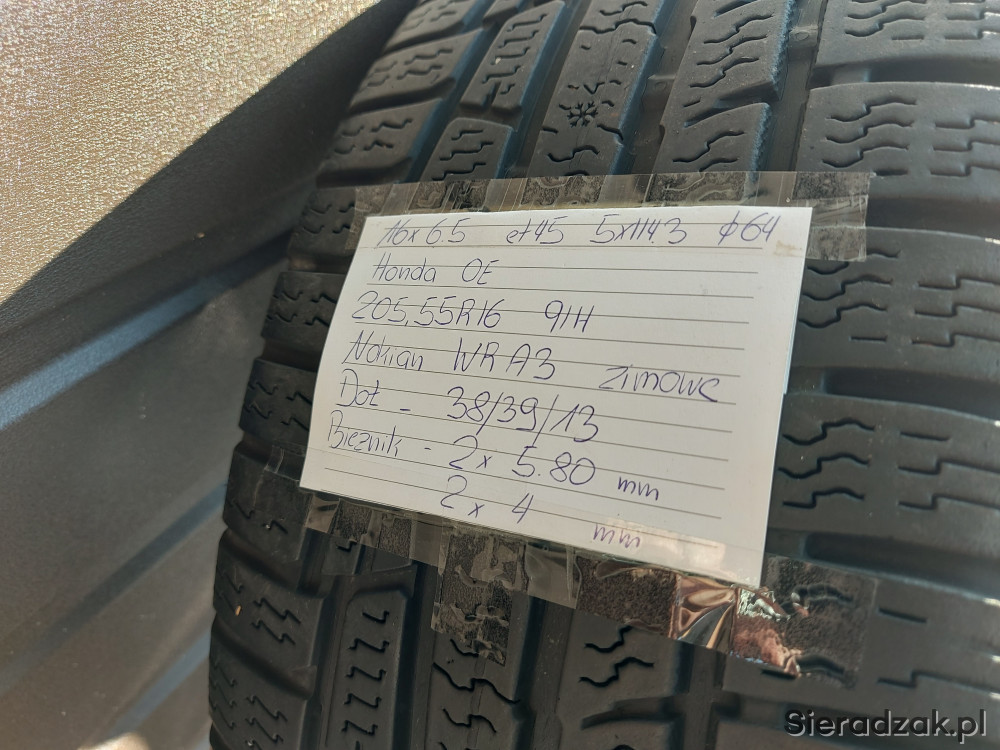 16x6.5 et45 5x114.3 φ64
Honda OE
205,55R16 91H
Nokian WR A3 zimowe
Dot - 38/39/13
Bieznik - 2x 5.80 mm
2x 4 mm
Sieradzak.pl